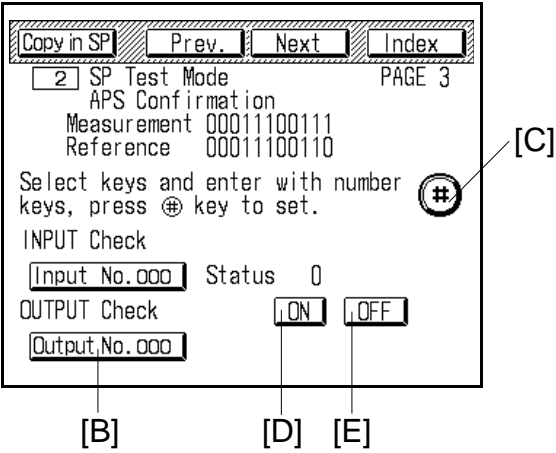 Copy in SP Prev. Next Index
2 SP Test Mode PAGE 3
APS Confirmation
Measurement 00011100111
Reference 00011100110
[C]
Select keys and enter with number #
keys, press # key to set.
INPUT Check
Input No.000 Status 0
OUTPUT Check ON OFF
Output No.000
[B] [D] [E]